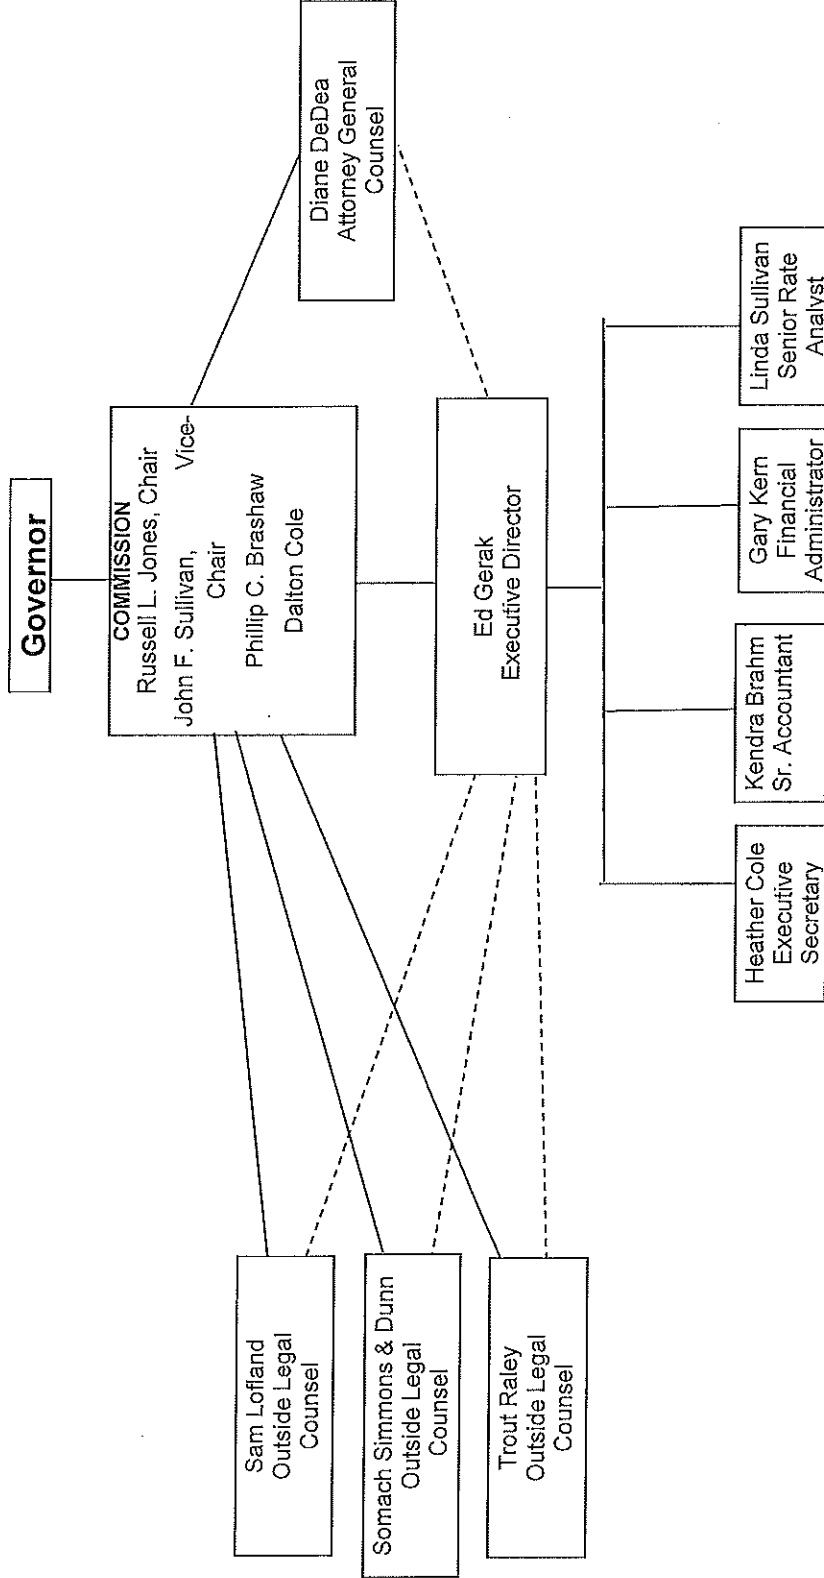 Governor
COMMISSION
Russell L. Jones, Chair
John F. Sullivan, Vice-
Chair
Phillip C. Brashaw
Dalton Cole
Diane DeDea
Attorney General
Counsel
Sam Lofland
Outside Legal
Counsel
Somach Simmons & Dunn
Outside Legal
Counsel
Trout Raley
Outside Legal
Counsel
Ed Gerak
Executive Director
Heather Cole
Executive
Secretary
Kendra Brahm
Sr. Accountant
Gary Kern
Financial
Administrator
Linda Sullivan
Senior Rate
Analyst